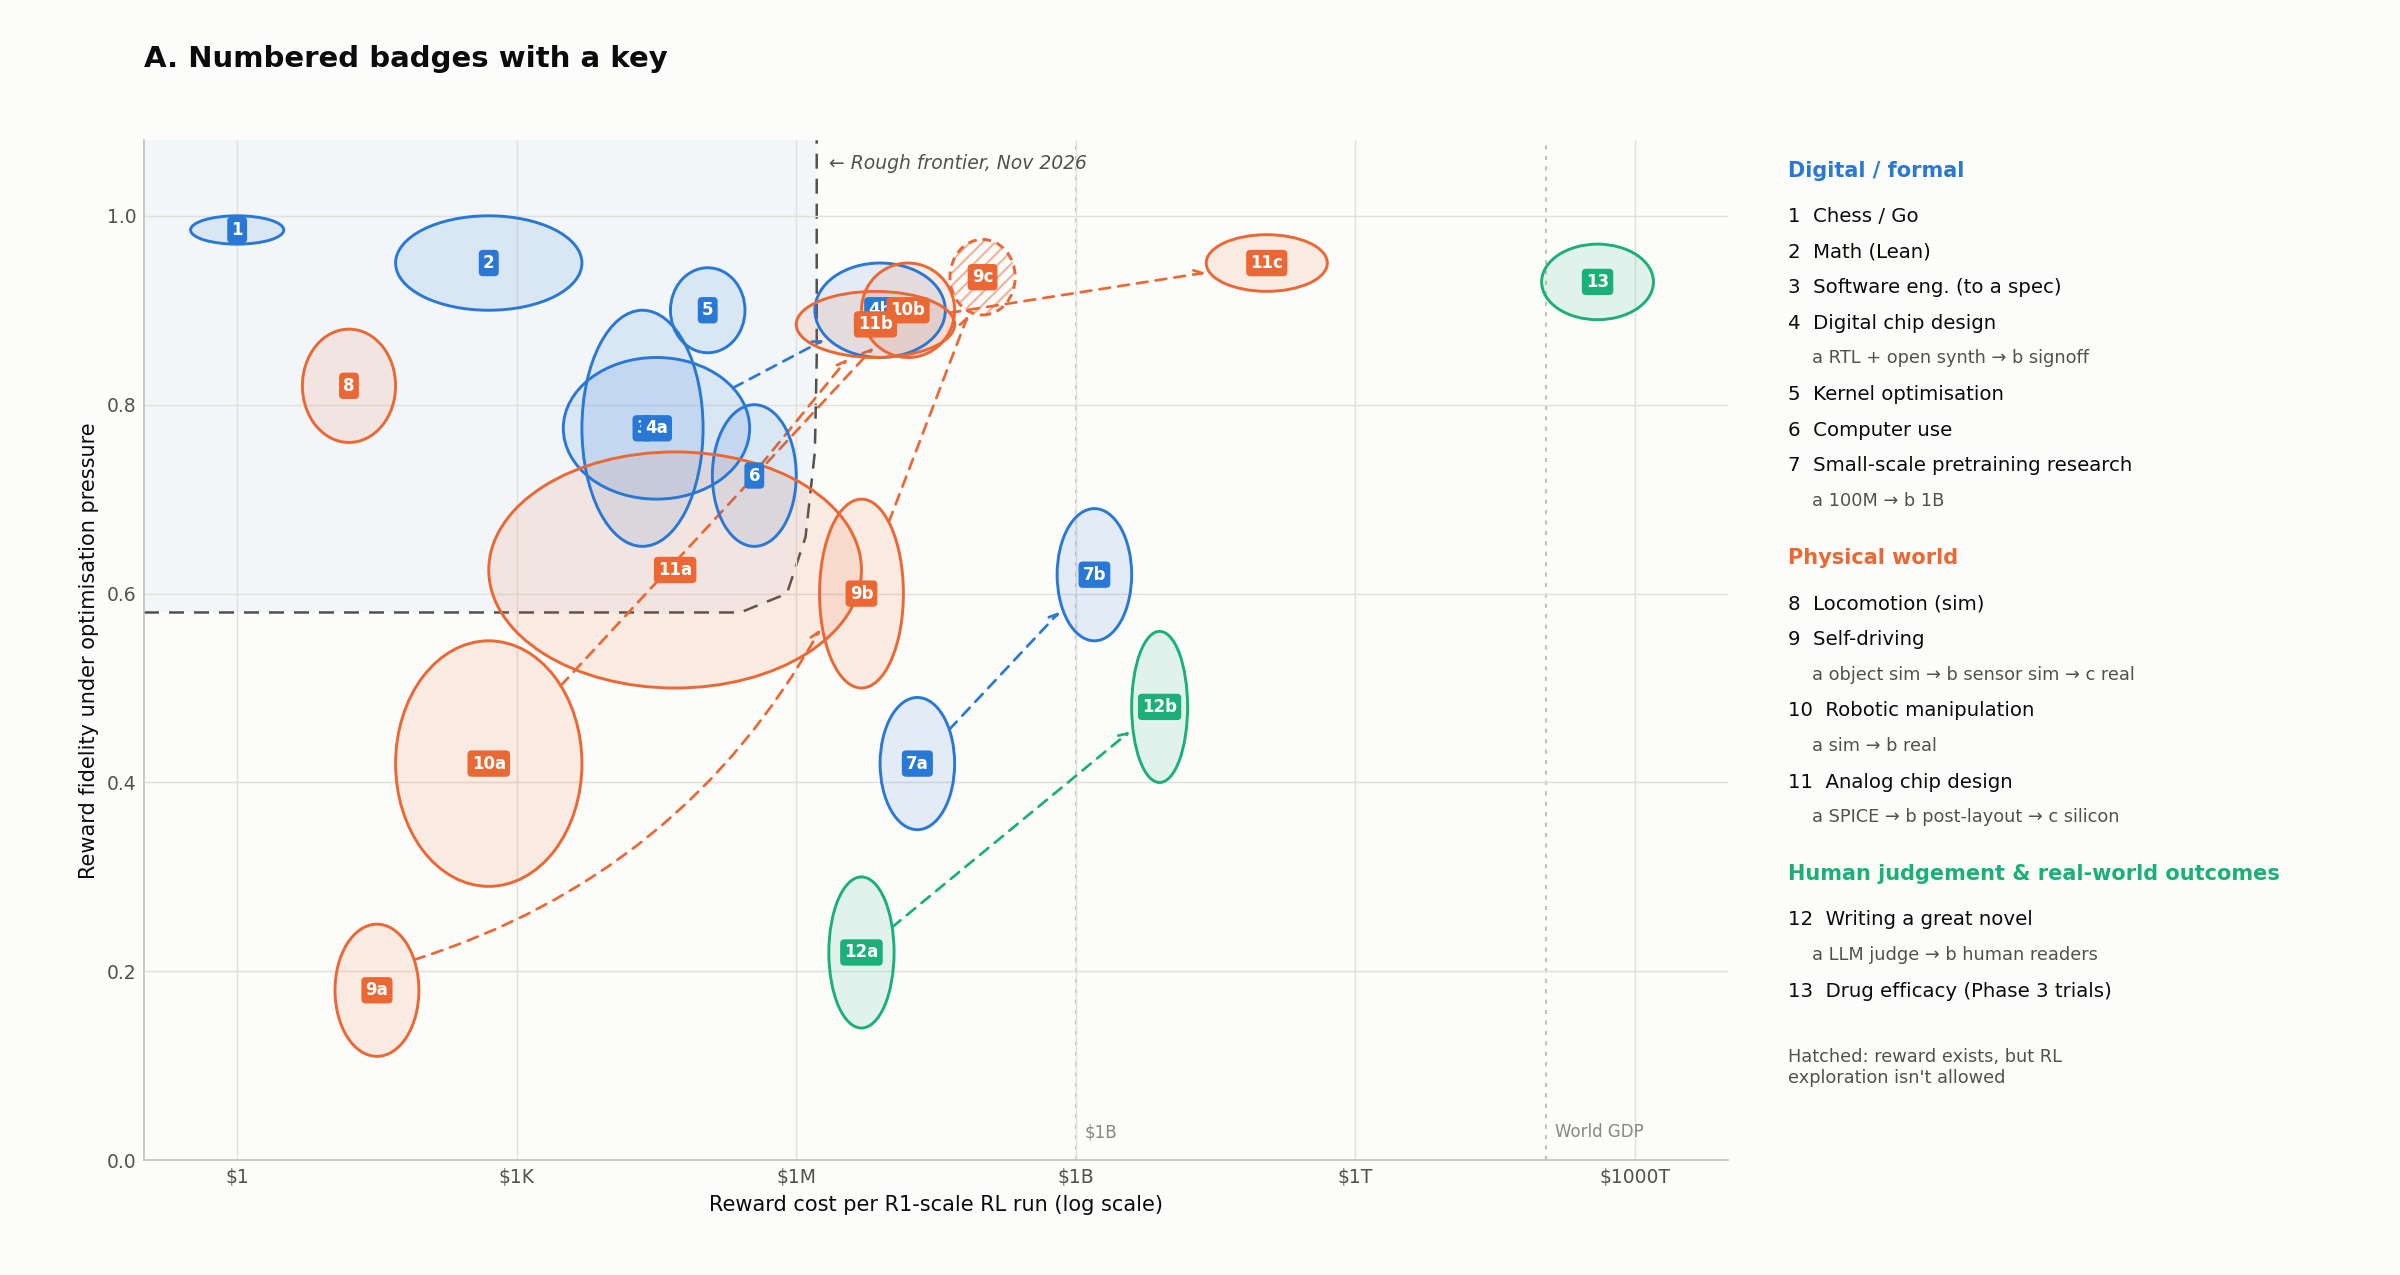 A. Numbered badges with a key
← Rough frontier, Nov 2026
1.0
0.8
0.6
0.4
0.2
0.0
Reward fidelity under optimisation pressure
1
2
5
8
4a
6
11a
9b
10b
11b
9c
11c
13
7b
12b
10a
7a
12a
9a
$1B
World GDP
$1
$1K
$1M
$1B
$1T
$1000T
Reward cost per R1-scale RL run (log scale)
Digital / formal
1 Chess / Go
2 Math (Lean)
3 Software eng. (to a spec)
4 Digital chip design
a RTL + open synth → b signoff
5 Kernel optimisation
6 Computer use
7 Small-scale pretraining research
a 100M → b 1B
Physical world
8 Locomotion (sim)
9 Self-driving
a object sim → b sensor sim → c real
10 Robotic manipulation
a sim → b real
11 Analog chip design
a SPICE → b post-layout → c silicon
Human judgement & real-world outcomes
12 Writing a great novel
a LLM judge → b human readers
13 Drug efficacy (Phase 3 trials)
Hatched: reward exists, but RL
exploration isn't allowed